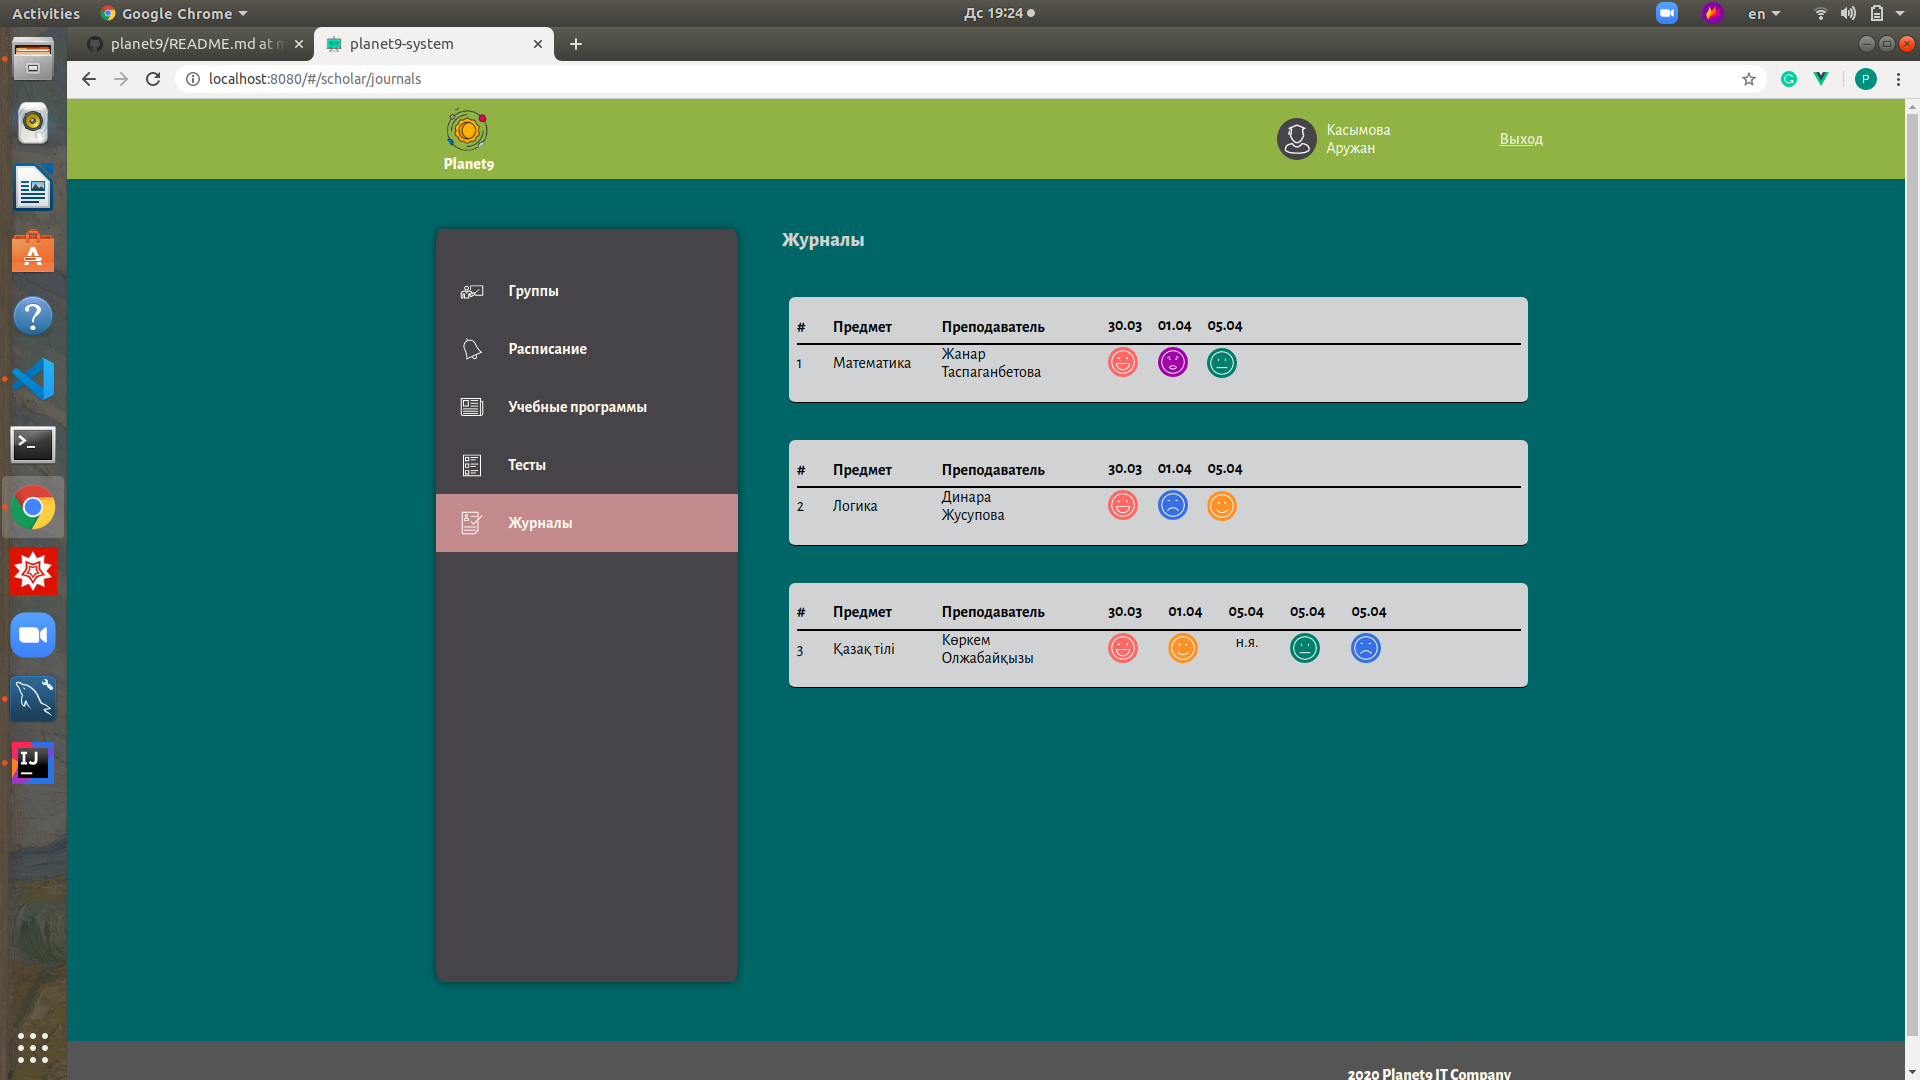 Activities
Google Chrome
Дс 19:24
en
planet9/README.md at m
planet9-system
localhost:8080/#/scholar/journals
P
Planet9
Касымова
Аружан
Выход
Группы
Расписание
Учебные программы
Тесты
Журналы
Журналы
# Предмет Преподаватель 30.03 01.04 05.04
1 Математика Жанар Таспаганбетова
# Предмет Преподаватель 30.03 01.04 05.04
2 Логика Динара Жусупова
# Предмет Преподаватель 30.03 01.04 05.04 05.04 05.04
3 Қазақ тілі Көркем Олжабайқызы н.я.
IJ
2020 Planet9 IT Company